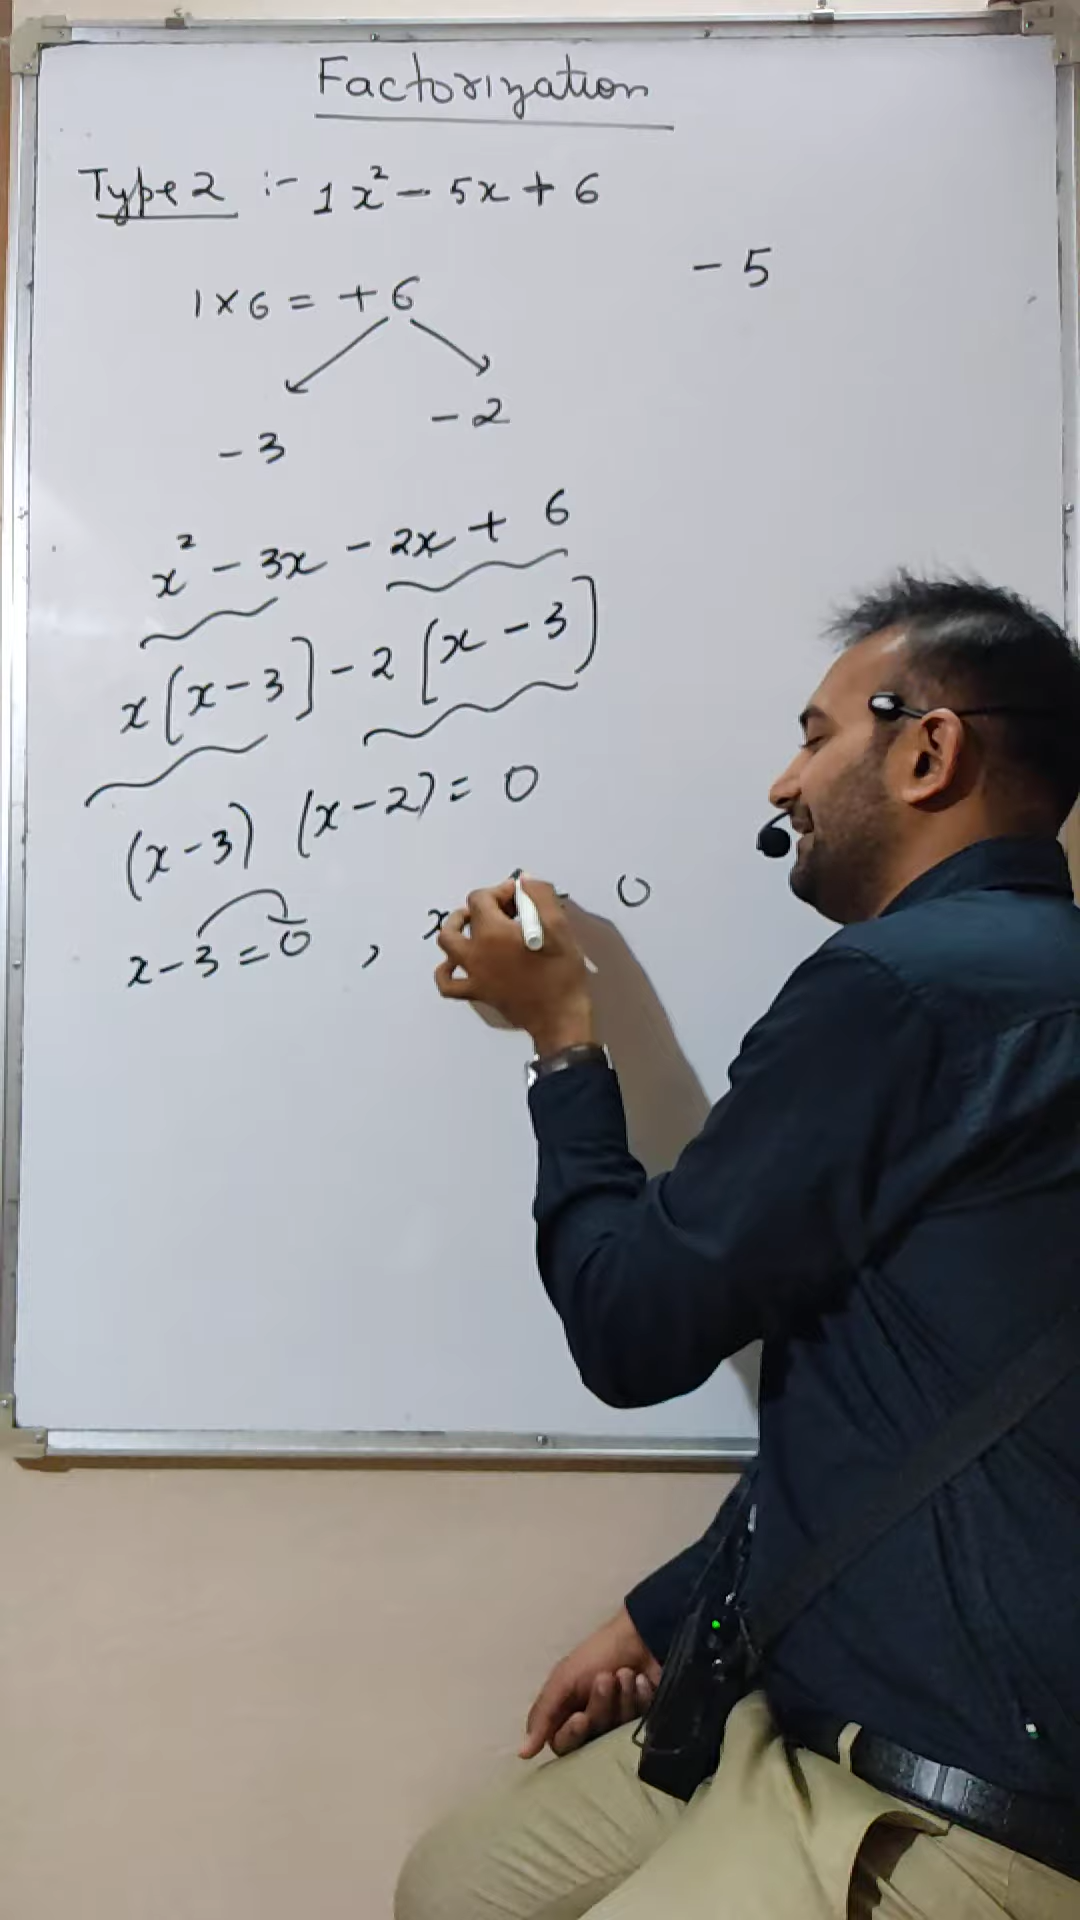 Factorization
Type 2 :- 1x² - 5x + 6
- 5
1 × 6 = + 6
- 2
- 3
x² - 3x - 2x + 6
x[x - 3] - 2[x - 3]
(x - 3) (x - 2) = 0
x - 3 = 0 , x 0